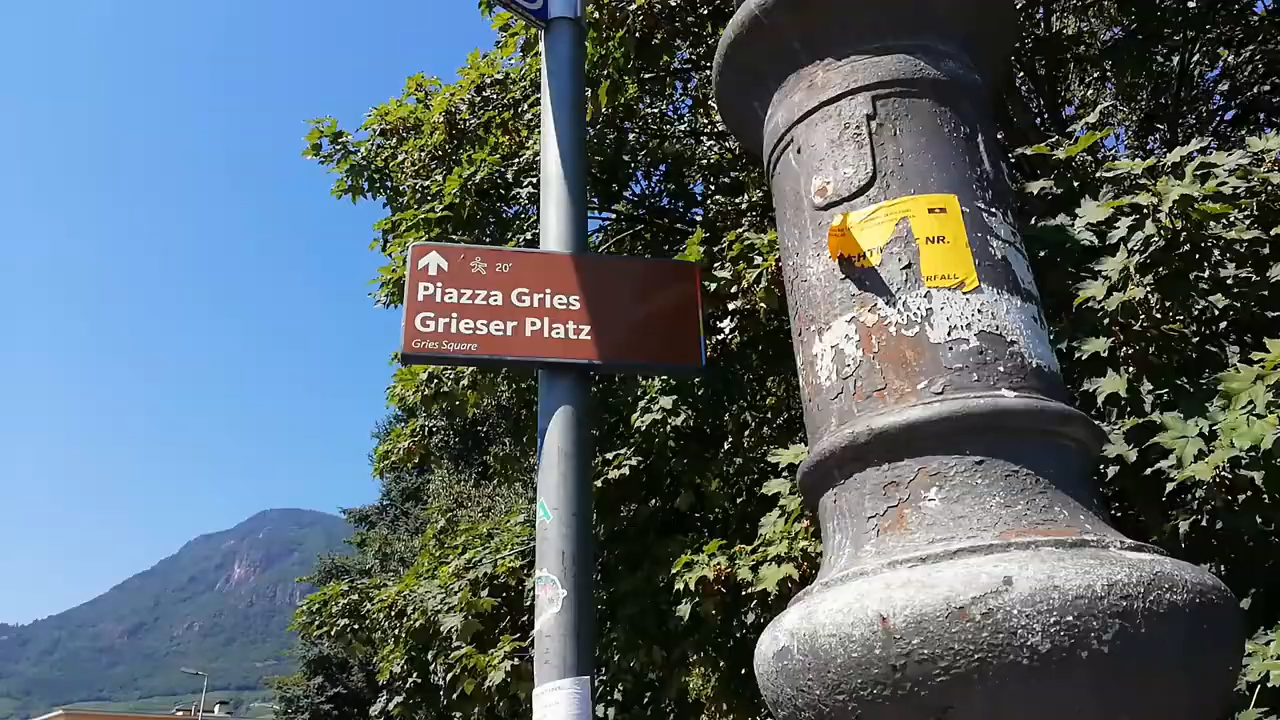 20'
Piazza Gries
Grieser Platz
Gries Square
NR.